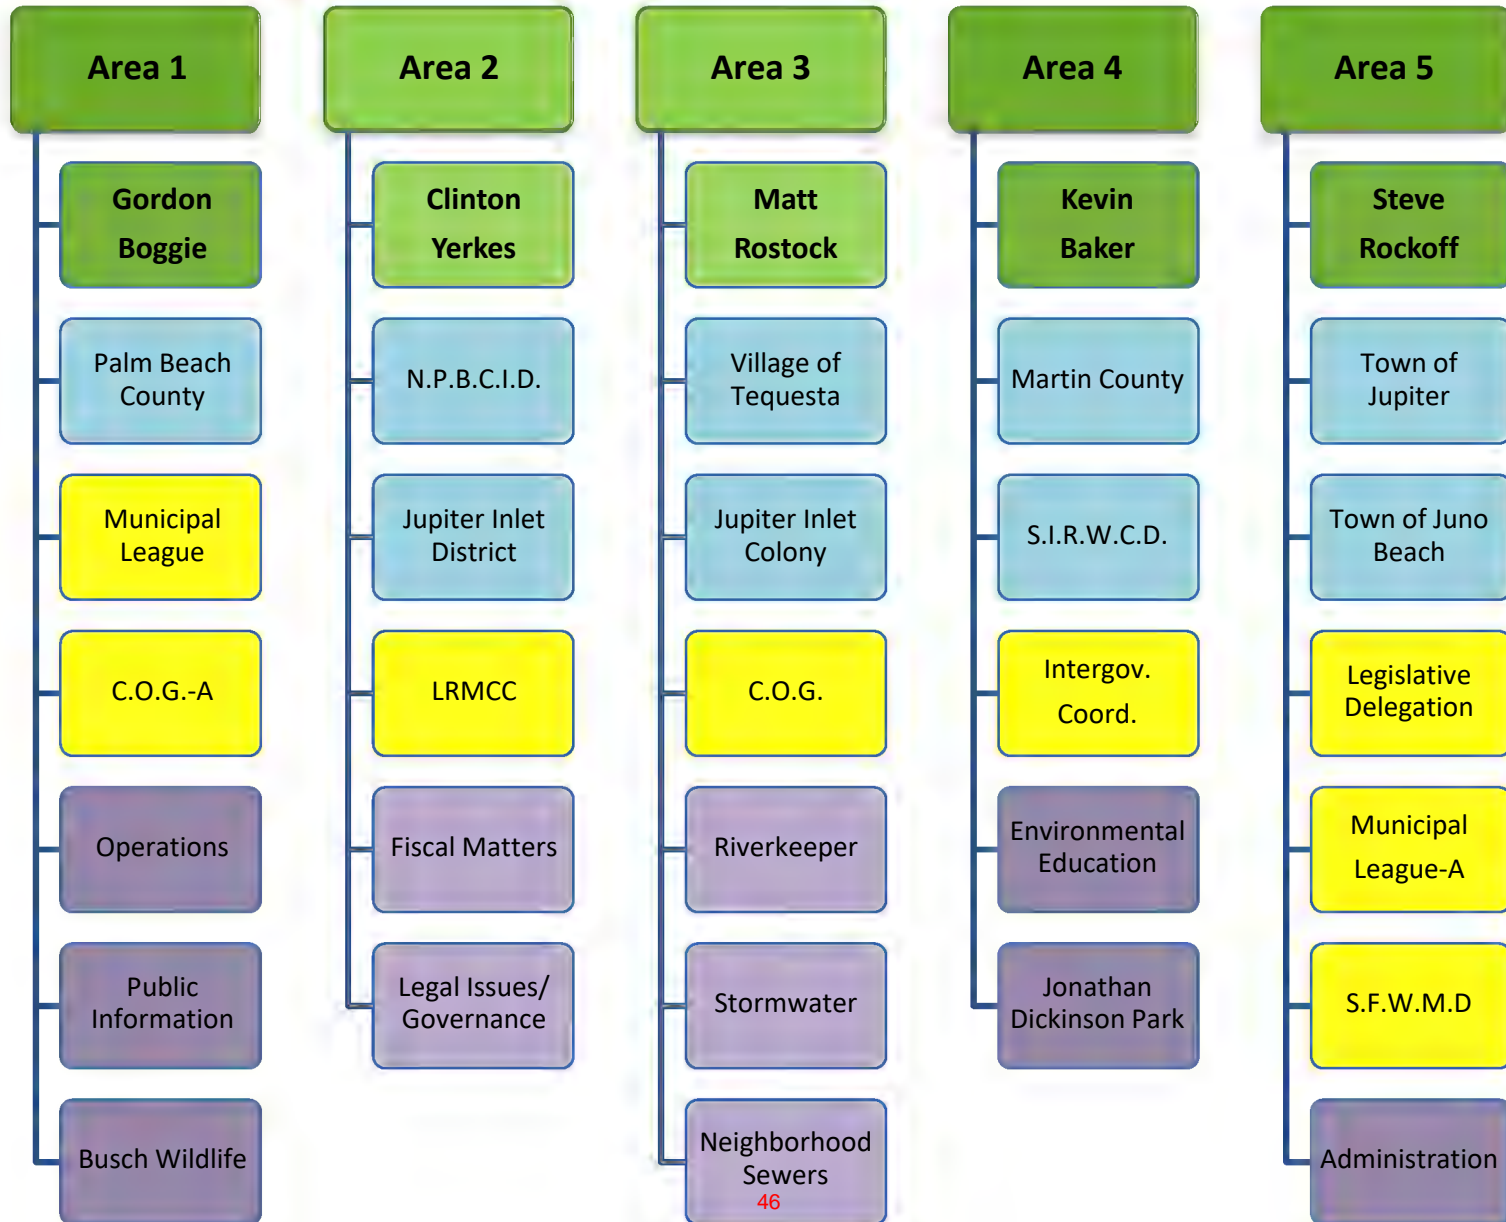 Area 1
Gordon
Boggie
Palm Beach
County
Municipal
League
C.O.G.-A
Operations
Public
Information
Busch Wildlife
Area 2
Clinton
Yerkes
N.P.B.C.I.D.
Jupiter Inlet
District
LRMCC
Fiscal Matters
Legal Issues/
Governance
Area 3
Matt
Rostock
Village of
Tequesta
Jupiter Inlet
Colony
C.O.G.
Riverkeeper
Stormwater
Neighborhood
Sewers
46
Area 4
Kevin
Baker
Martin County
S.I.R.W.C.D.
Intergov.
Coord.
Environmental
Education
Jonathan
Dickinson Park
Area 5
Steve
Rockoff
Town of
Jupiter
Town of Juno
Beach
Legislative
Delegation
Municipal
League-A
S.F.W.M.D
Administration